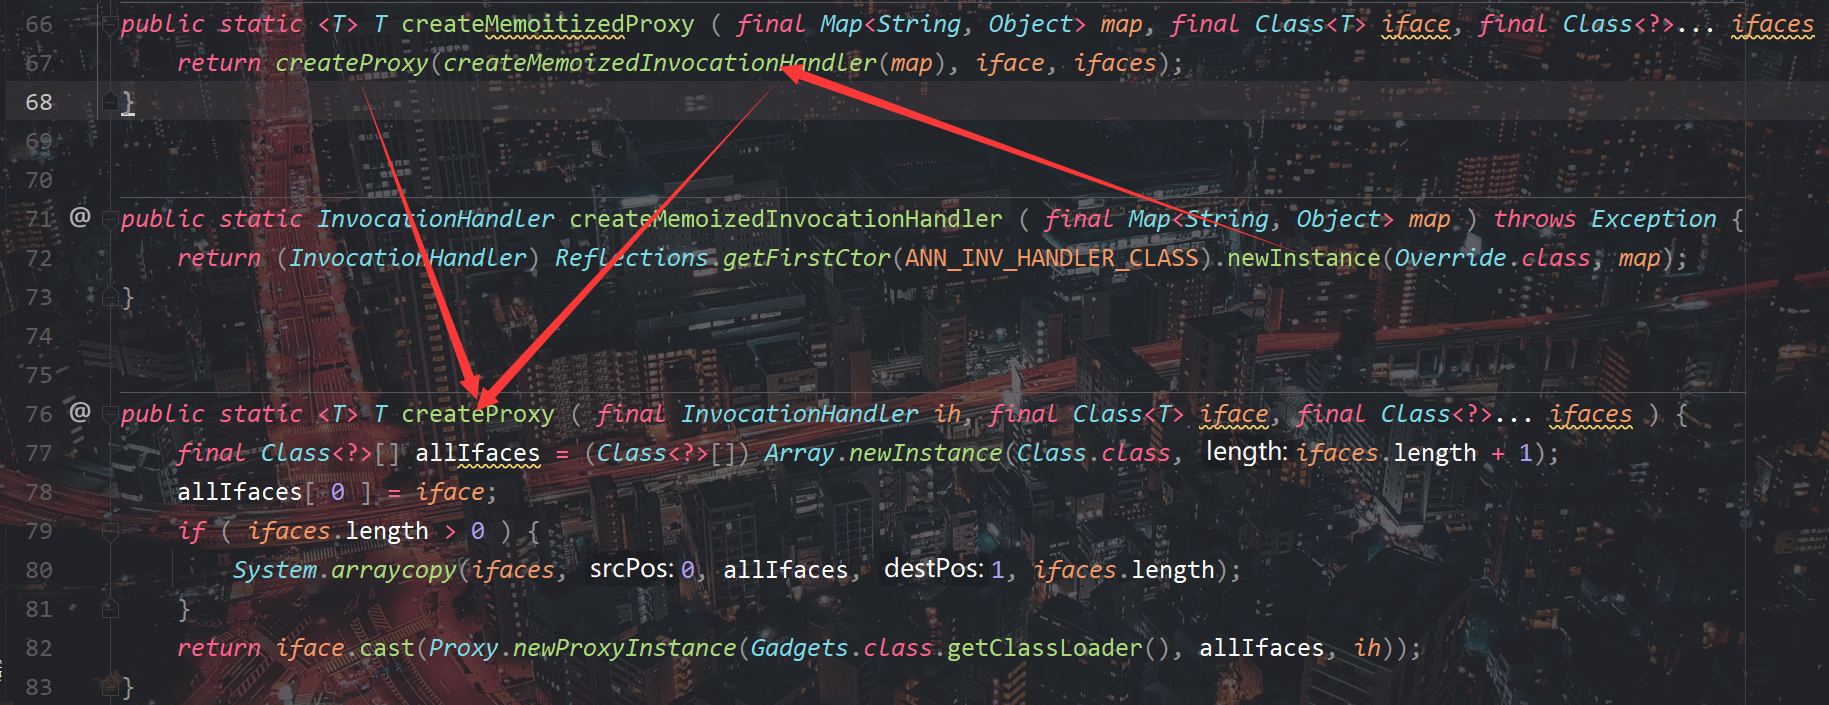 66 public static <T> T createMemoitizedProxy ( final Map<String, Object> map, final Class<T> iface, final Class<?>... ifaces
67 return createProxy(createMemoizedInvocationHandler(map), iface, ifaces);
68 }
69
70
71 @ public static InvocationHandler createMemoizedInvocationHandler ( final Map<String, Object> map ) throws Exception {
72 return (InvocationHandler) Reflections.getFirstCtor(ANN_INV_HANDLER_CLASS).newInstance(Override.class, map);
73 }
74
75
76 @ public static <T> T createProxy ( final InvocationHandler ih, final Class<T> iface, final Class<?>... ifaces ) {
77 final Class<?>[] allIfaces = (Class<?>[]) Array.newInstance(Class.class, length: ifaces.length + 1);
78 allIfaces[ 0 ] = iface;
79 if ( ifaces.length > 0 ) {
80 System.arraycopy(ifaces, srcPos: 0, allIfaces, destPos: 1, ifaces.length);
81 }
82 return iface.cast(Proxy.newProxyInstance(Gadgets.class.getClassLoader(), allIfaces, ih));
83 }